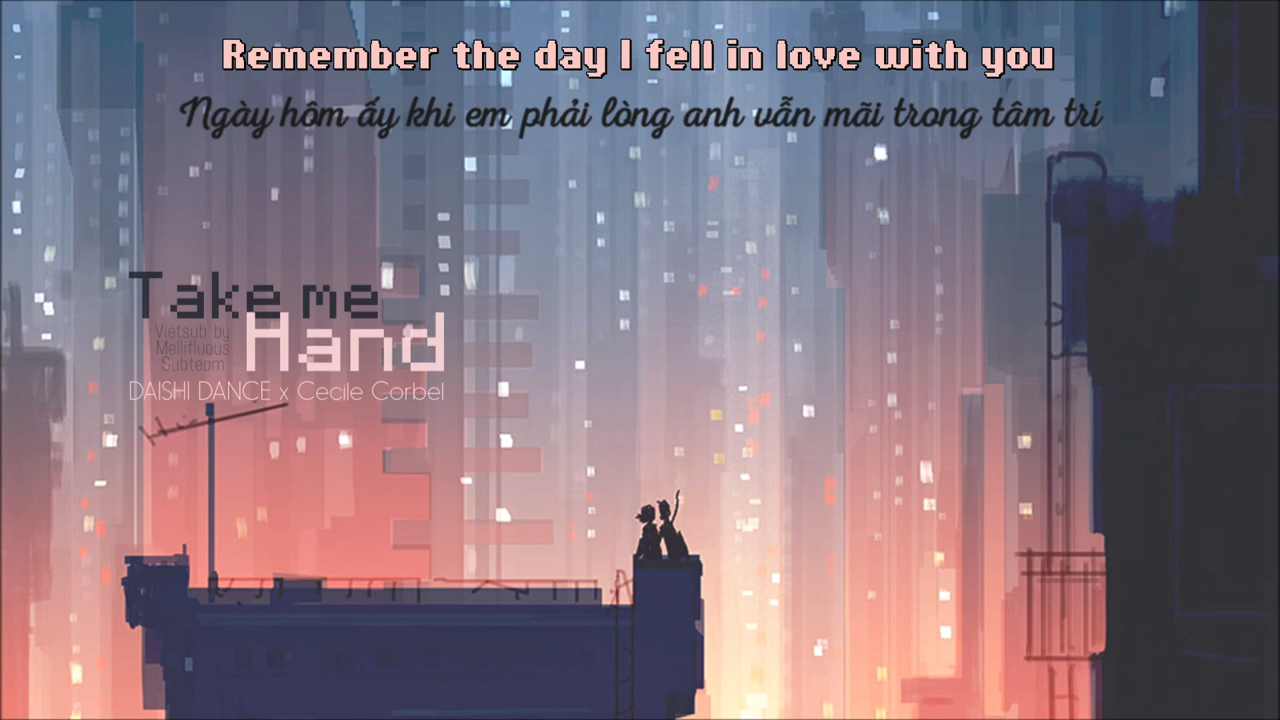 Remember the day I fell in love with you
Ngày hôm ấy khi em phải lòng anh vẫn mãi trong tâm trí
Take me
Hand
Vietsub by
Mellifluous
Subteam
DAISHI DANCE x Cecile Corbel